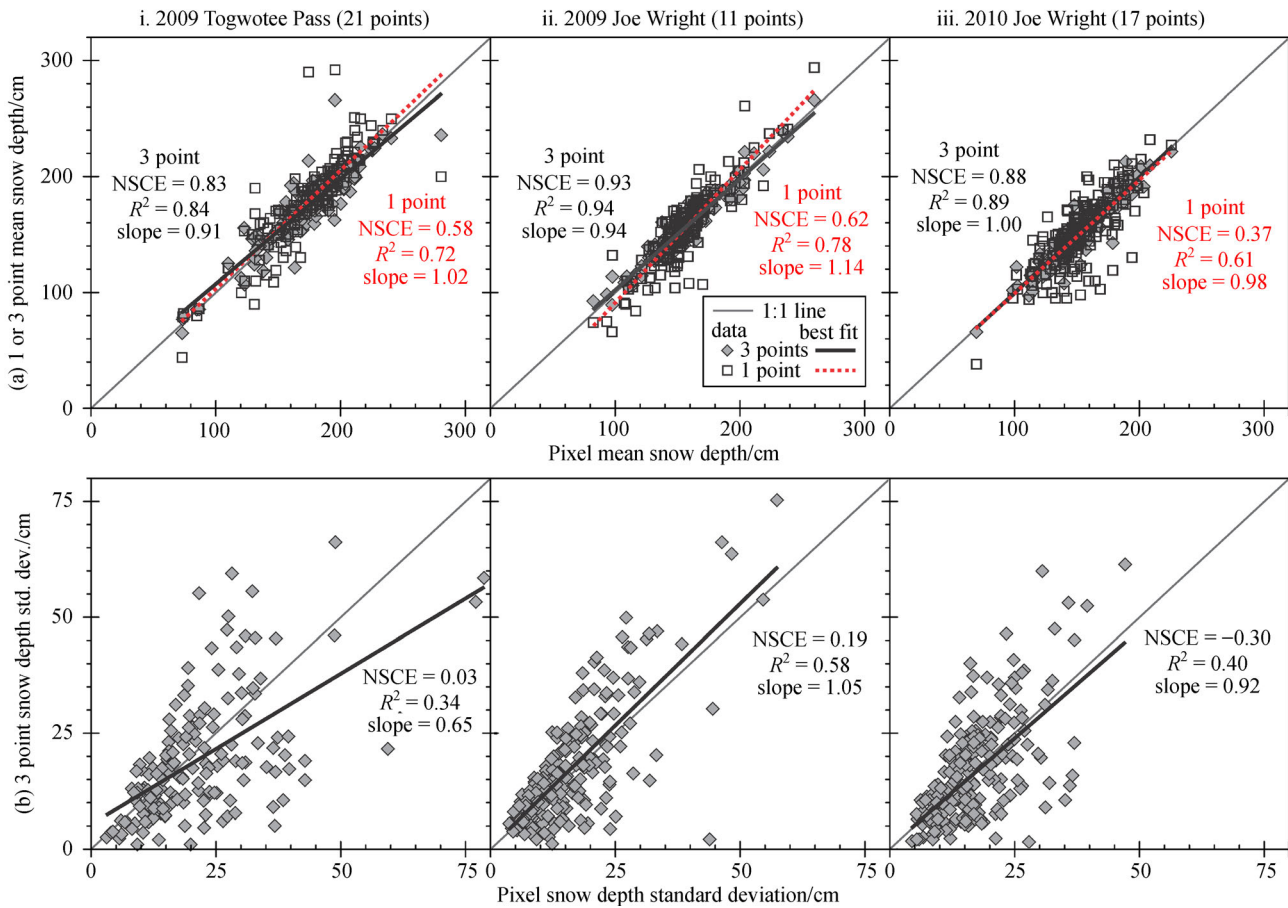 i. 2009 Togwotee Pass (21 points)
ii. 2009 Joe Wright (11 points)
iii. 2010 Joe Wright (17 points)
(a) 1 or 3 point mean snow depth/cm
300
200
100
0
3 point
NSCE = 0.83
R² = 0.84
slope = 0.91
1 point
NSCE = 0.58
R² = 0.72
slope = 1.02
3 point
NSCE = 0.93
R² = 0.94
slope = 0.94
1 point
NSCE = 0.62
R² = 0.78
slope = 1.14
1:1 line
data best fit
3 points
1 point
3 point
NSCE = 0.88
R² = 0.89
slope = 1.00
1 point
NSCE = 0.37
R² = 0.61
slope = 0.98
0 100 200 300 0 100 200 300 0 100 200 300
Pixel mean snow depth/cm
(b) 3 point snow depth std. dev./cm
75
50
25
0
NSCE = 0.03
R² = 0.34
slope = 0.65
NSCE = 0.19
R² = 0.58
slope = 1.05
NSCE = −0.30
R² = 0.40
slope = 0.92
0 25 50 75 0 25 50 75 0 25 50 75
Pixel snow depth standard deviation/cm